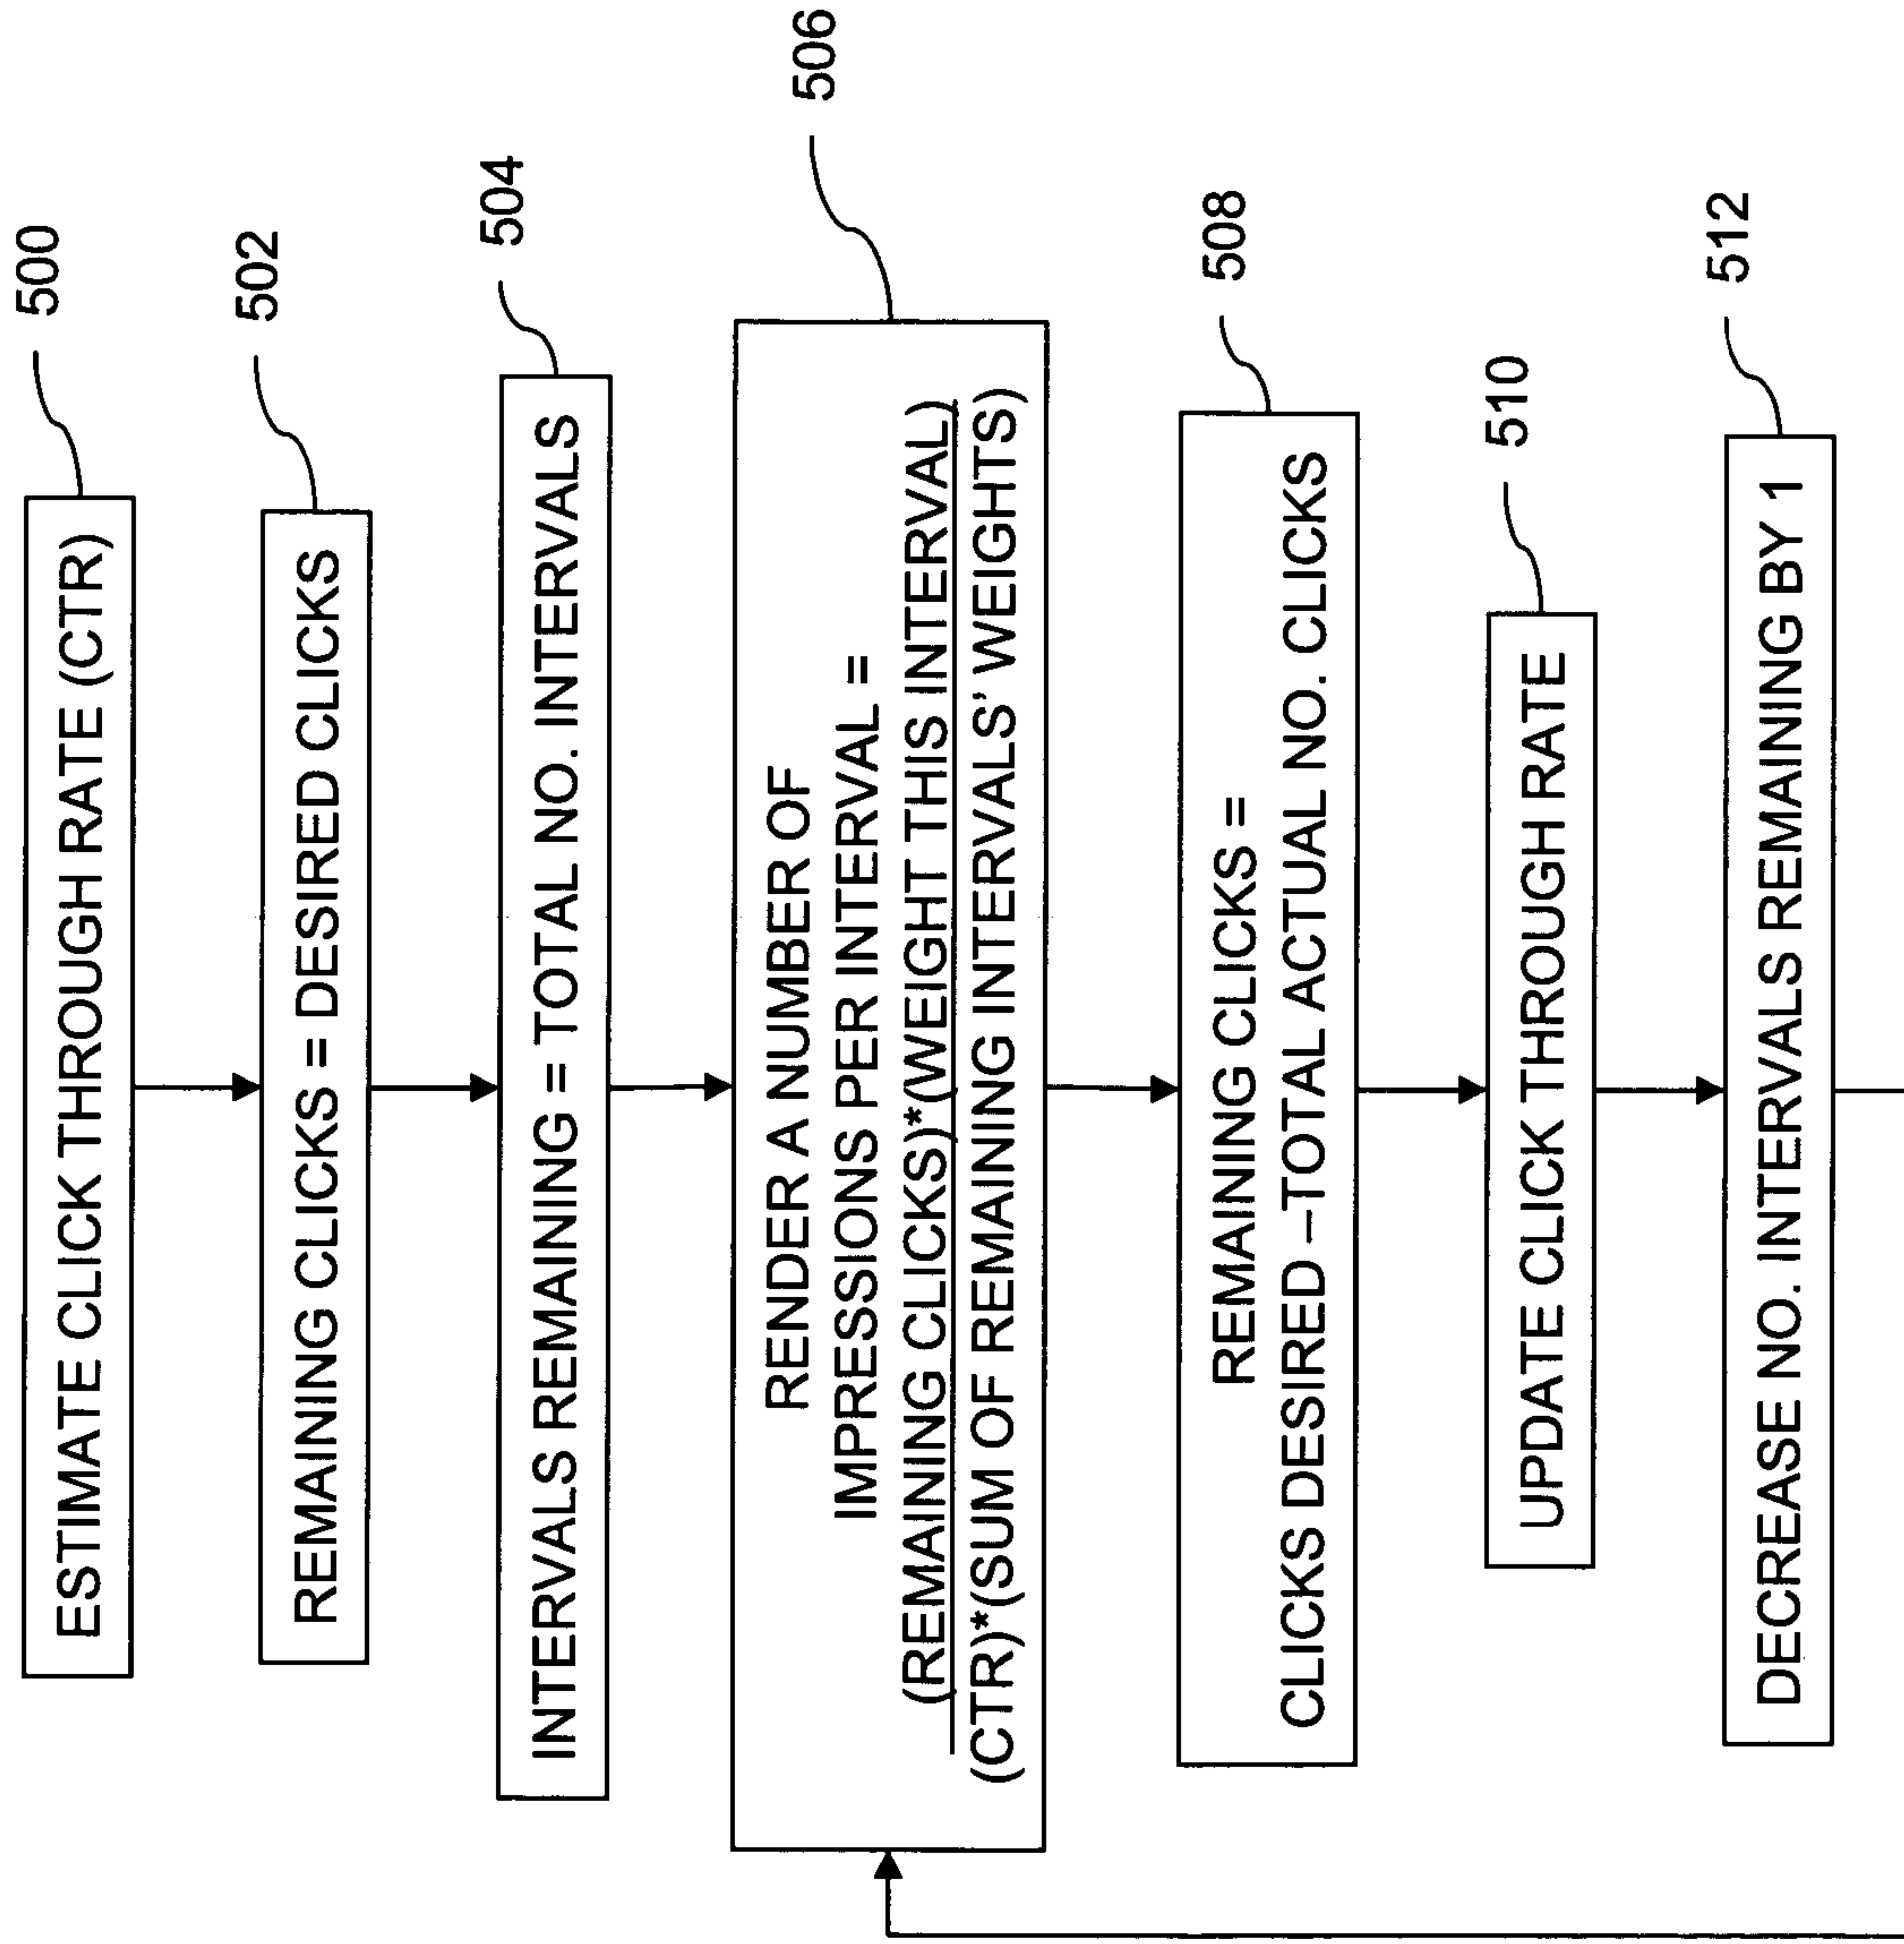 500
ESTIMATE CLICK THROUGH RATE (CTR)
502
REMAINING CLICKS = DESIRED CLICKS
504
INTERVALS REMAINING = TOTAL NO. INTERVALS
506
RENDER A NUMBER OF
IMPRESSIONS PER INTERVAL =
(REMAINING CLICKS)*(WEIGHT THIS INTERVAL)
(CTR)*(SUM OF REMAINING INTERVALS' WEIGHTS)
508
REMAINING CLICKS =
CLICKS DESIRED –TOTAL ACTUAL NO. CLICKS
510
UPDATE CLICK THROUGH RATE
512
DECREASE NO. INTERVALS REMAINING BY 1